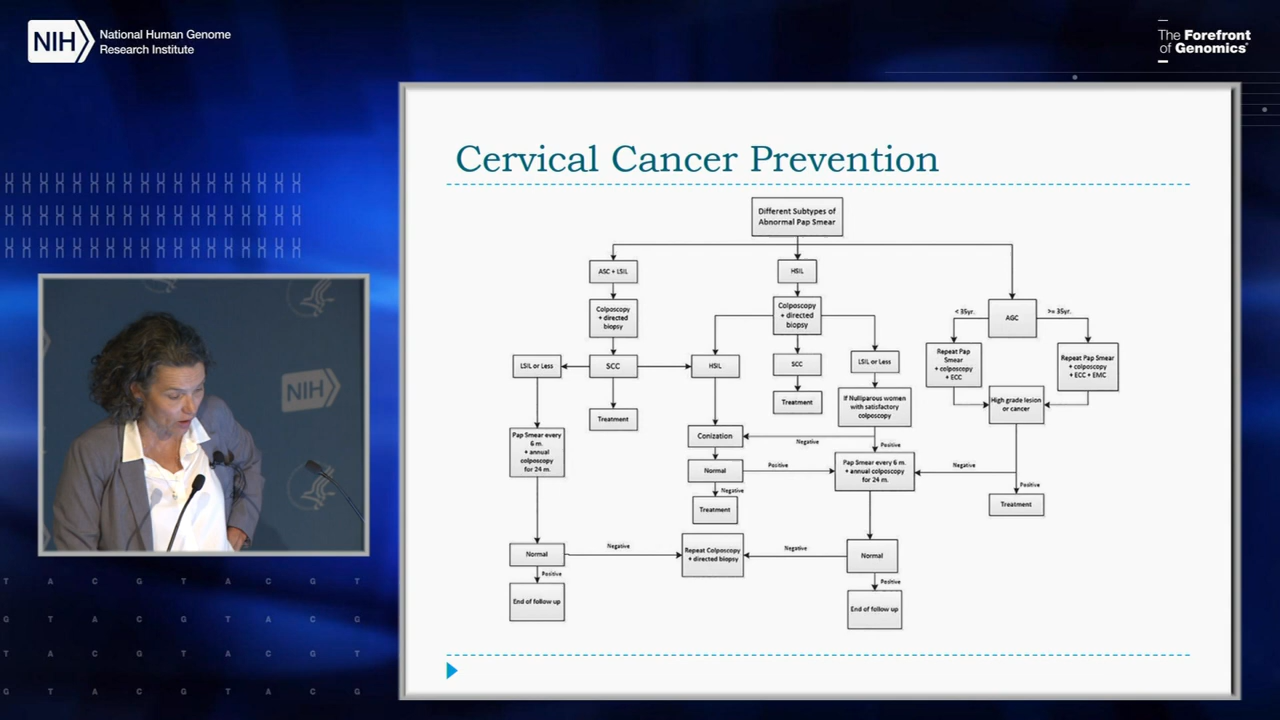 NIH
National Human Genome
Research Institute
The Forefront
of Genomics®
Cervical Cancer Prevention
Different Subtypes of
Abnormal Pap Smear
ASC + LSIL
HSIL
Colposcopy
+ directed
biopsy
Colposcopy
+ directed
biopsy
< 35yr.
AGC
>= 35yr.
LSIL or Less
SCC
HSIL
SCC
LSIL or Less
Repeat Pap
Smear
+ colposcopy
+ ECC
Repeat Pap Smear
+ colposcopy
+ ECC + EMC
Treatment
Treatment
If Nulliparous women
with satisfactory
colposcopy
High grade lesion
or cancer
Pap Smear every
6 m.
+ annual
colposcopy
for 24 m.
Conization
Negative
Positive
Normal
Positive
Pap Smear every 6 m.
+ annual colposcopy
for 24 m.
Negative
Positive
Negative
Treatment
Treatment
Normal
Negative
Repeat Colposcopy
+ directed biopsy
Negative
Normal
Positive
Positive
End of follow up
End of follow up
NIH
T A C G T A C G T
G T A C G T A C G
T A C G T A C G T
G T A C G T A C G